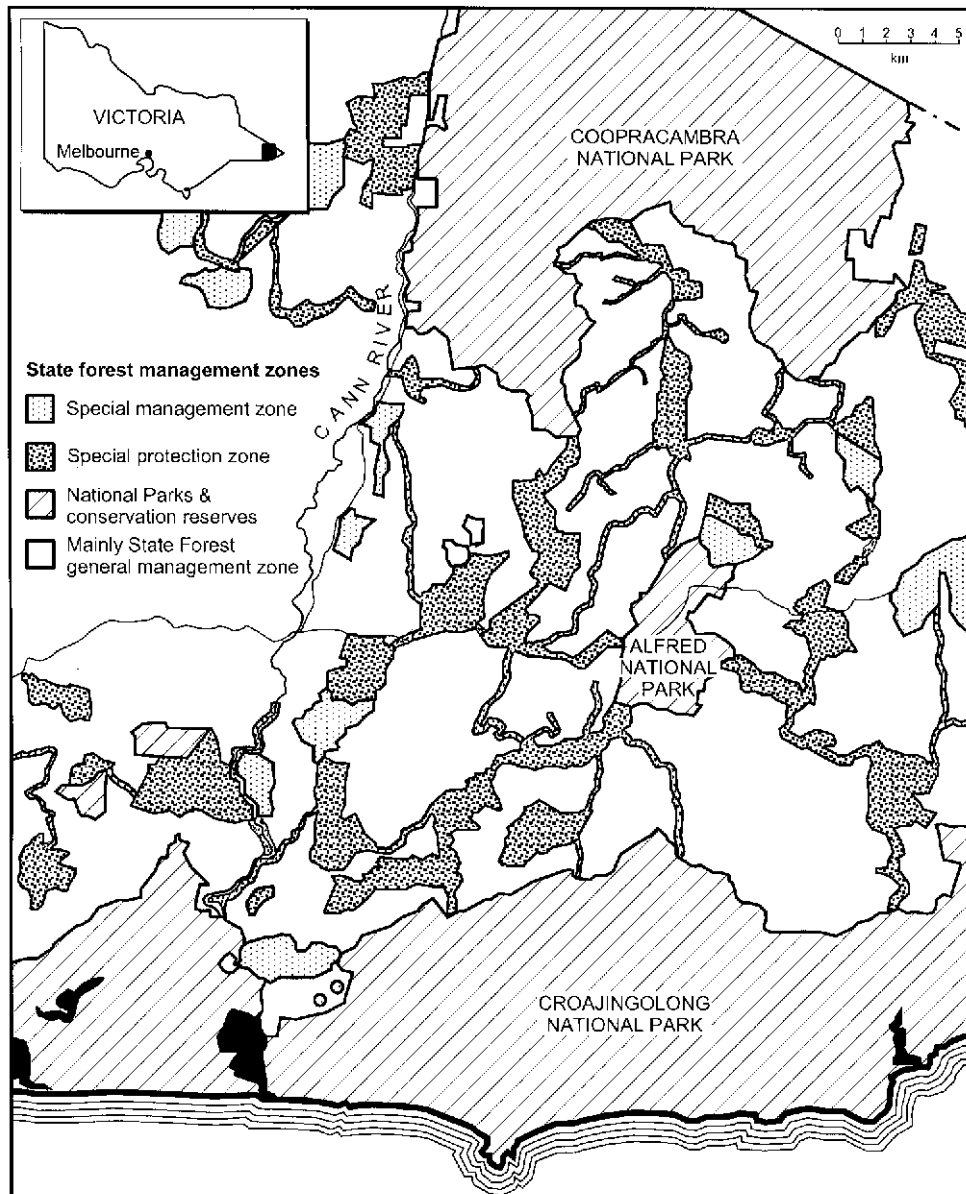 VICTORIA
Melbourne
0 1 2 3 4 5
km
COOPRACAMBRA
NATIONAL PARK
CANN RIVER
State forest management zones
Special management zone
Special protection zone
National Parks &
conservation reserves
Mainly State Forest
general management zone
ALFRED
NATIONAL
PARK
CROAJINGOLONG
NATIONAL PARK